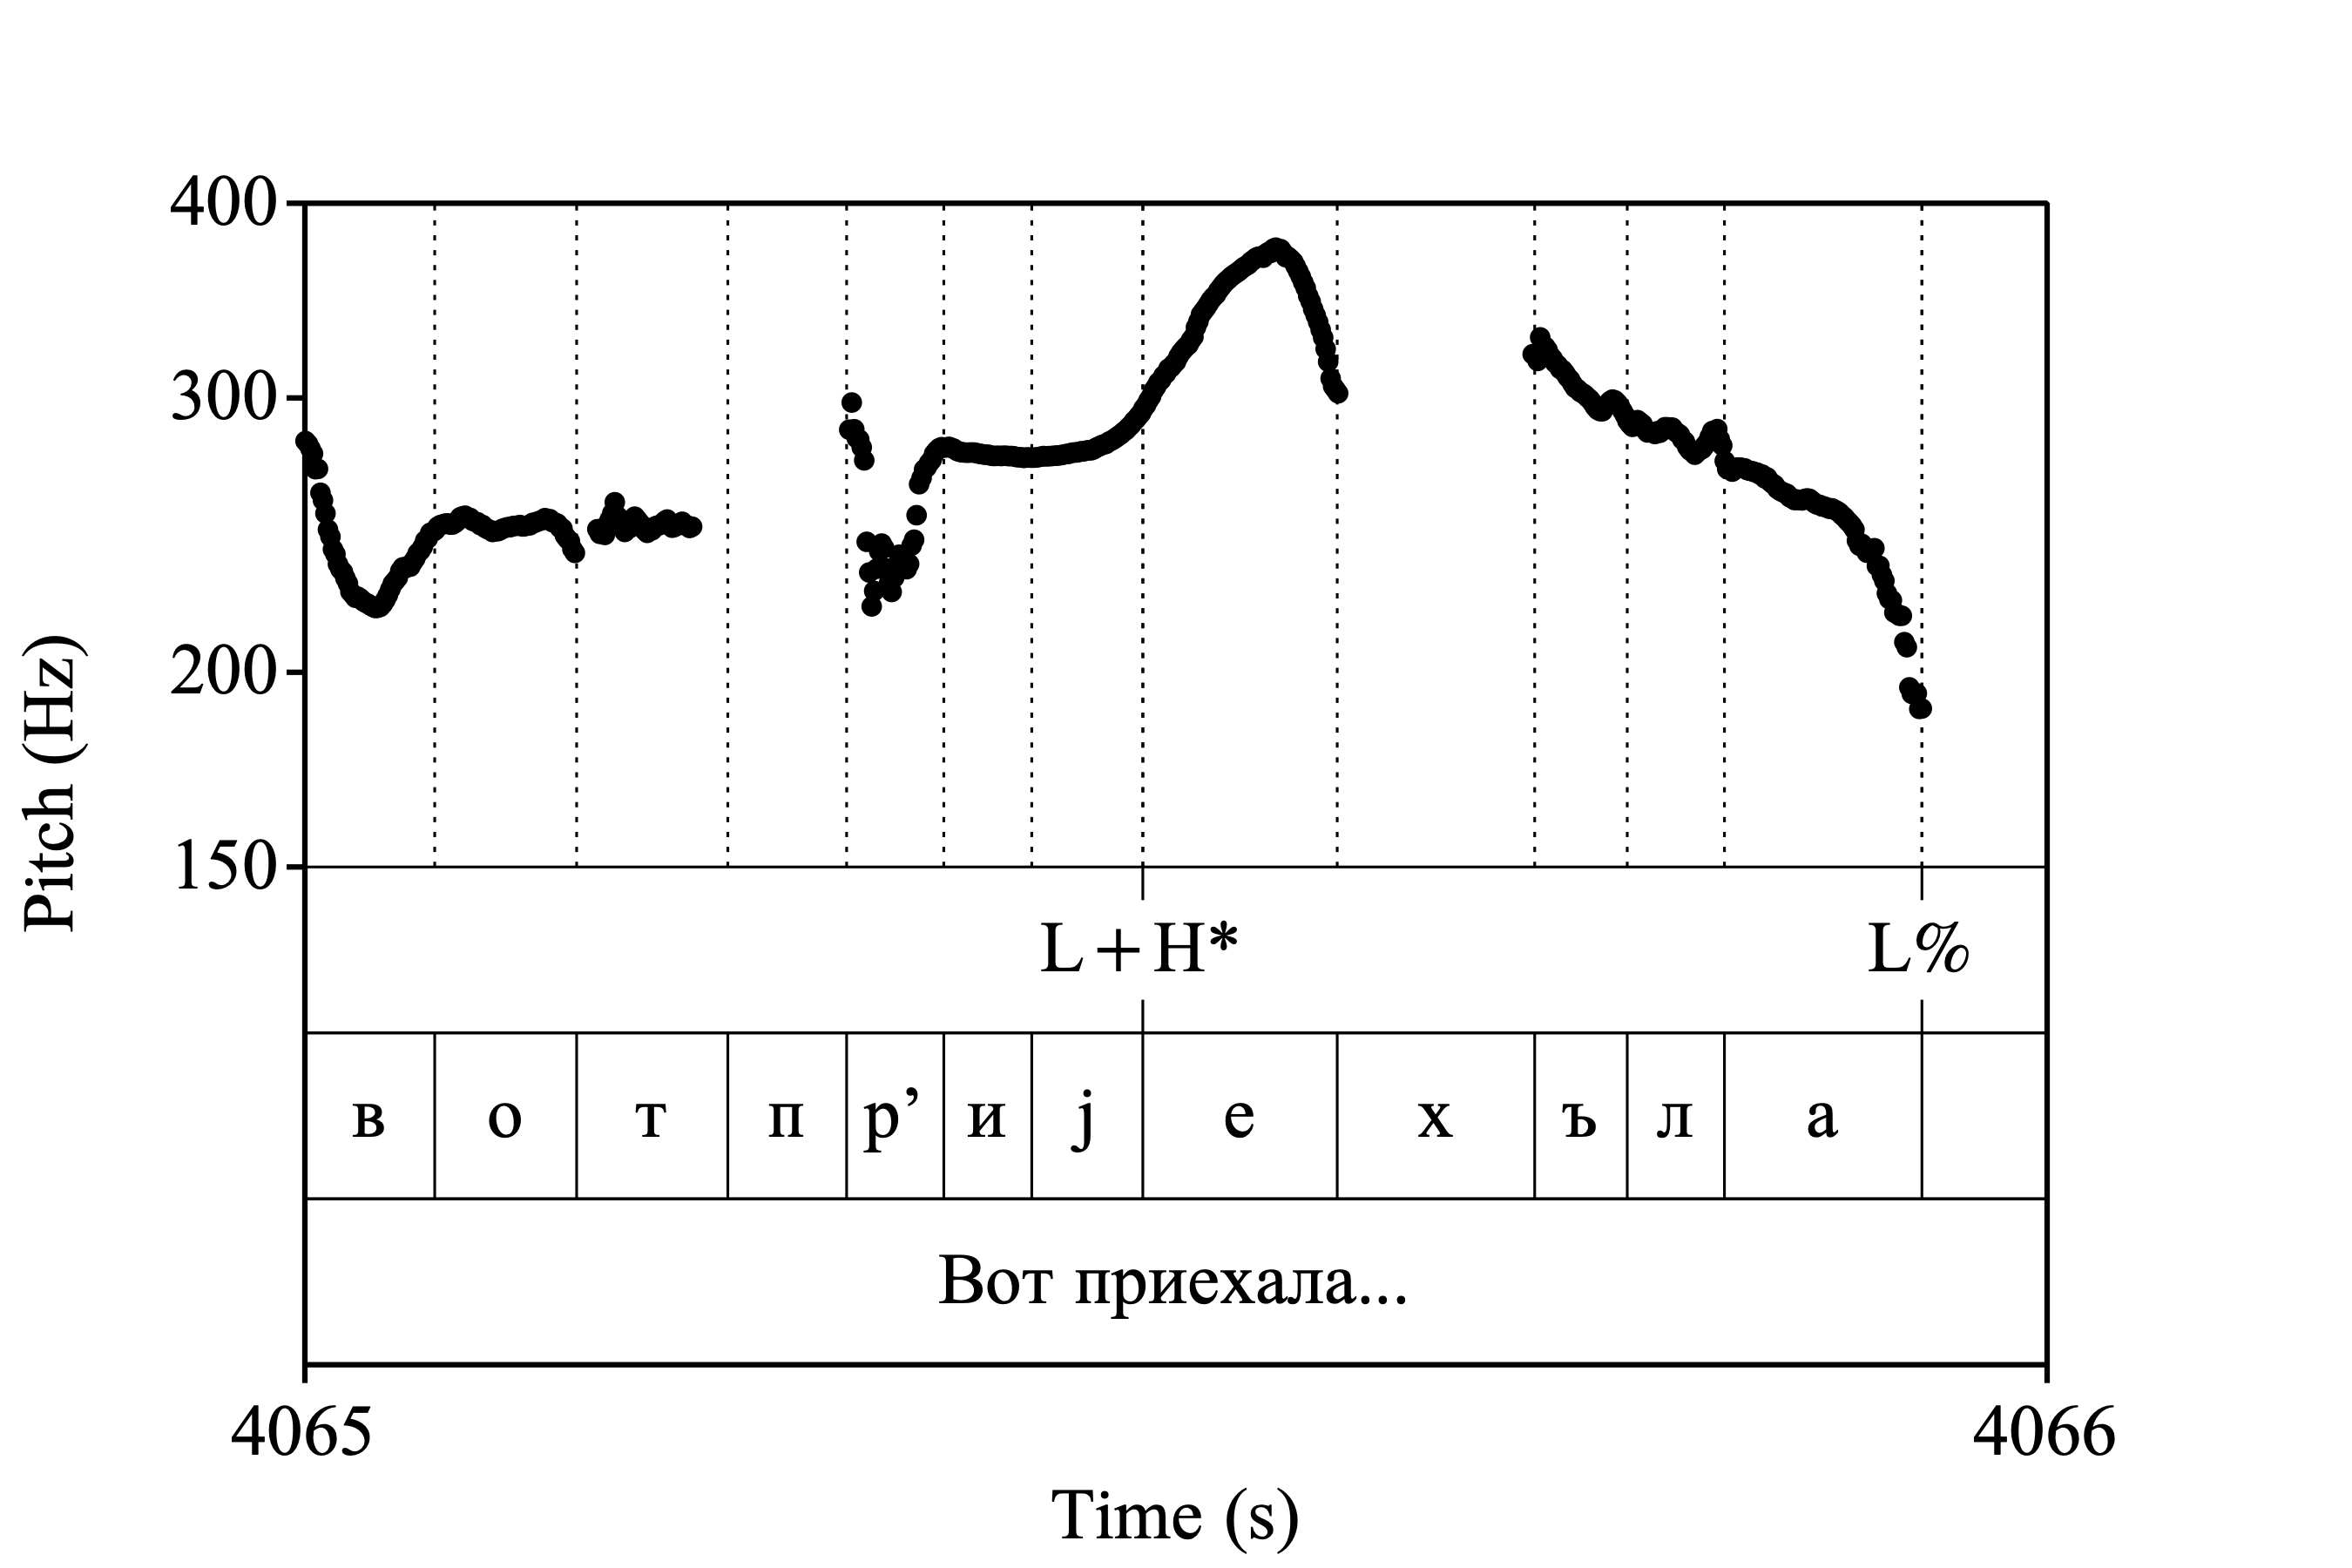 400
300
200
150
Pitch (Hz)
L+H* L%
в о т п р’ и j е х ъ л а
Вот приехала...
4065 4066
Time (s)